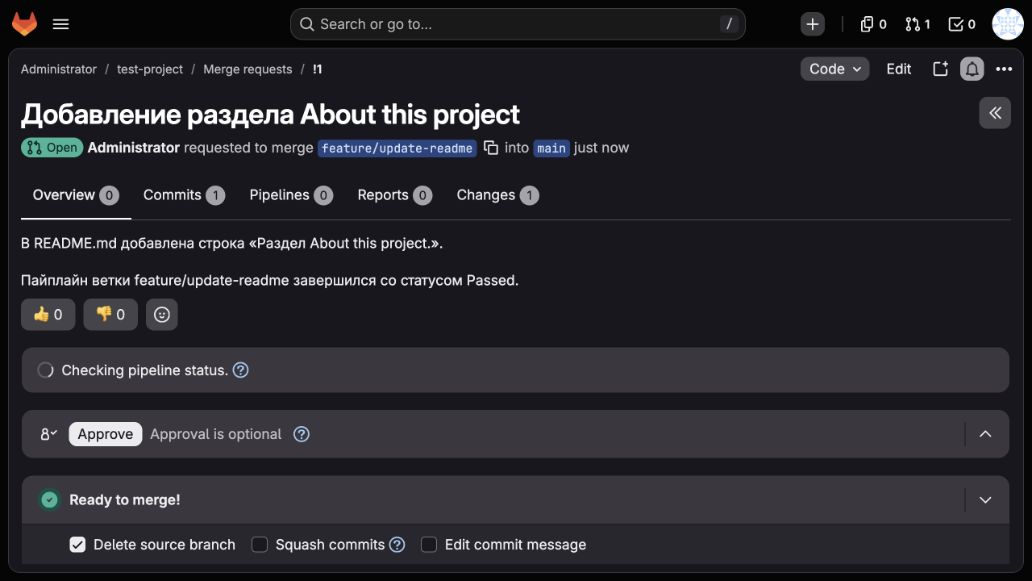 Search or go to... /
0 1 0
Administrator / test-project / Merge requests / !1
Code Edit
Добавление раздела About this project
Open Administrator requested to merge feature/update-readme into main just now
Overview 0 Commits 1 Pipelines 0 Reports 0 Changes 1
В README.md добавлена строка «Раздел About this project.».
Пайплайн ветки feature/update-readme завершился со статусом Passed.
👍 0 👎 0
Checking pipeline status. ?
Approve Approval is optional ?
Ready to merge!
Delete source branch Squash commits ? Edit commit message